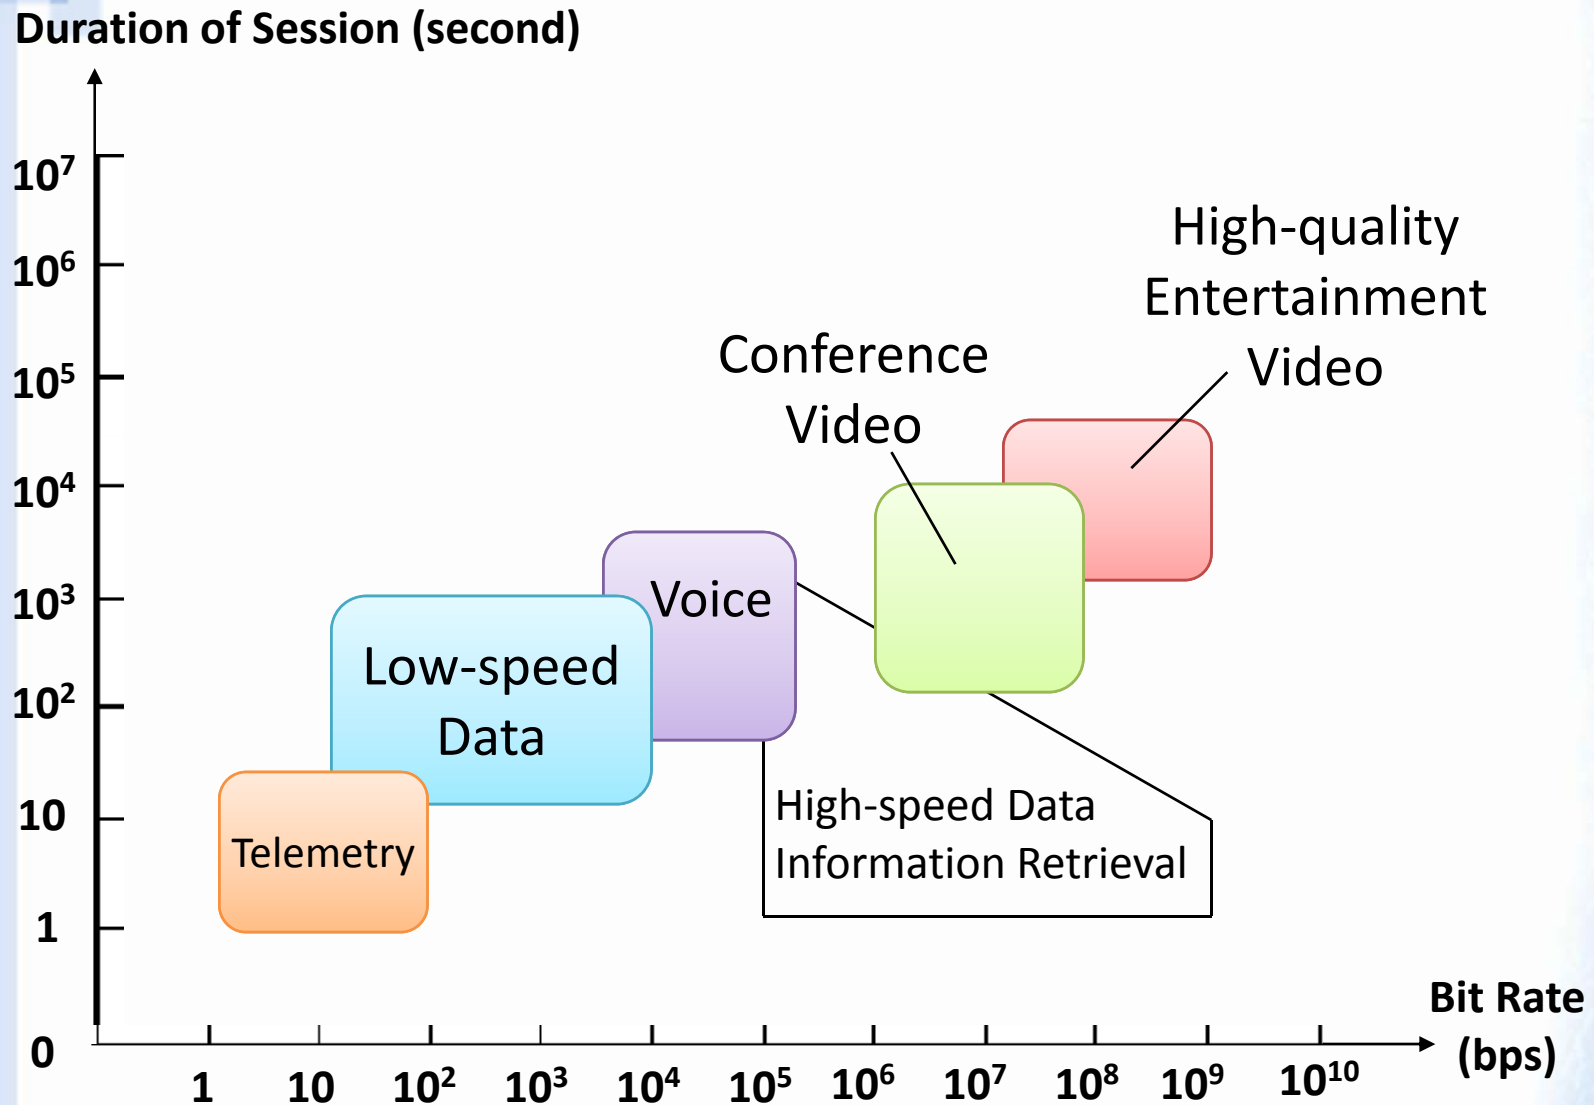 Duration of Session (second)
10⁷
10⁶
10⁵
10⁴
10³
10²
10
1
0
High-quality
Entertainment
Video
Conference
Video
Voice
Low-speed
Data
Telemetry
High-speed Data
Information Retrieval
Bit Rate
(bps)
1 10 10² 10³ 10⁴ 10⁵ 10⁶ 10⁷ 10⁸ 10⁹ 10¹⁰